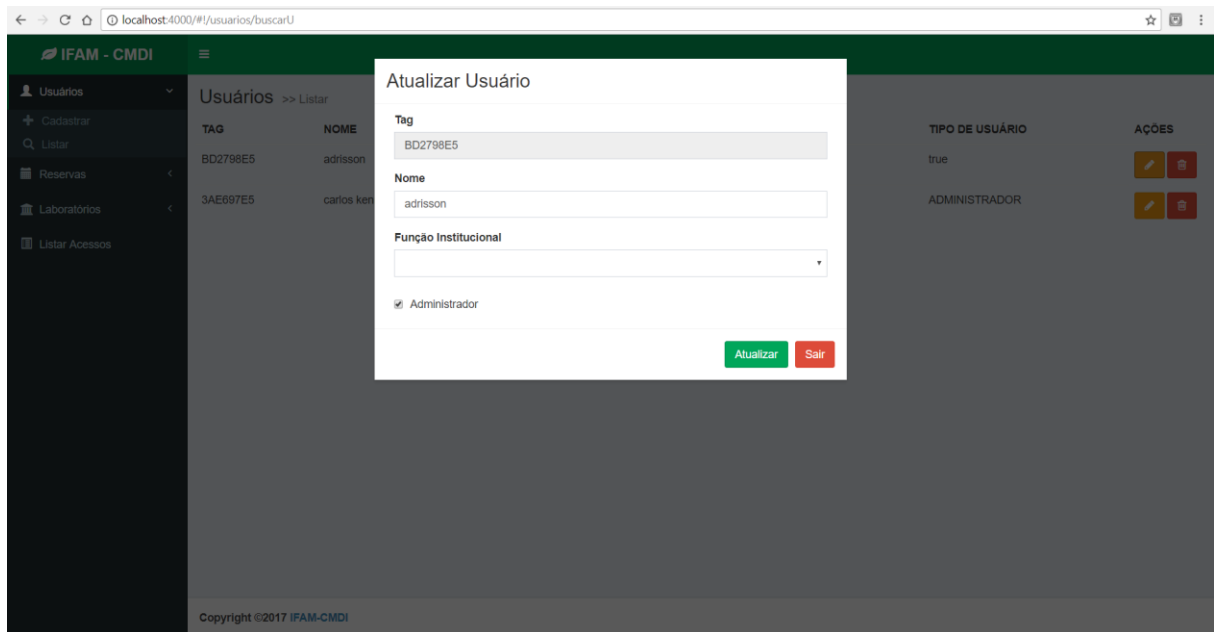 localhost:4000/#!/usuarios/buscarU
IFAM - CMDI
Usuários
Cadastrar
Listar
Reservas
Laboratórios
Listar Acessos
Usuários >> Listar
TAG NOME TIPO DE USUÁRIO AÇÕES
BD2798E5 adrisson true
3AE697E5 carlos ken ADMINISTRADOR
Atualizar Usuário
Tag
BD2798E5
Nome
adrisson
Função Institucional
Administrador
Atualizar Sair
Copyright ©2017 IFAM-CMDI